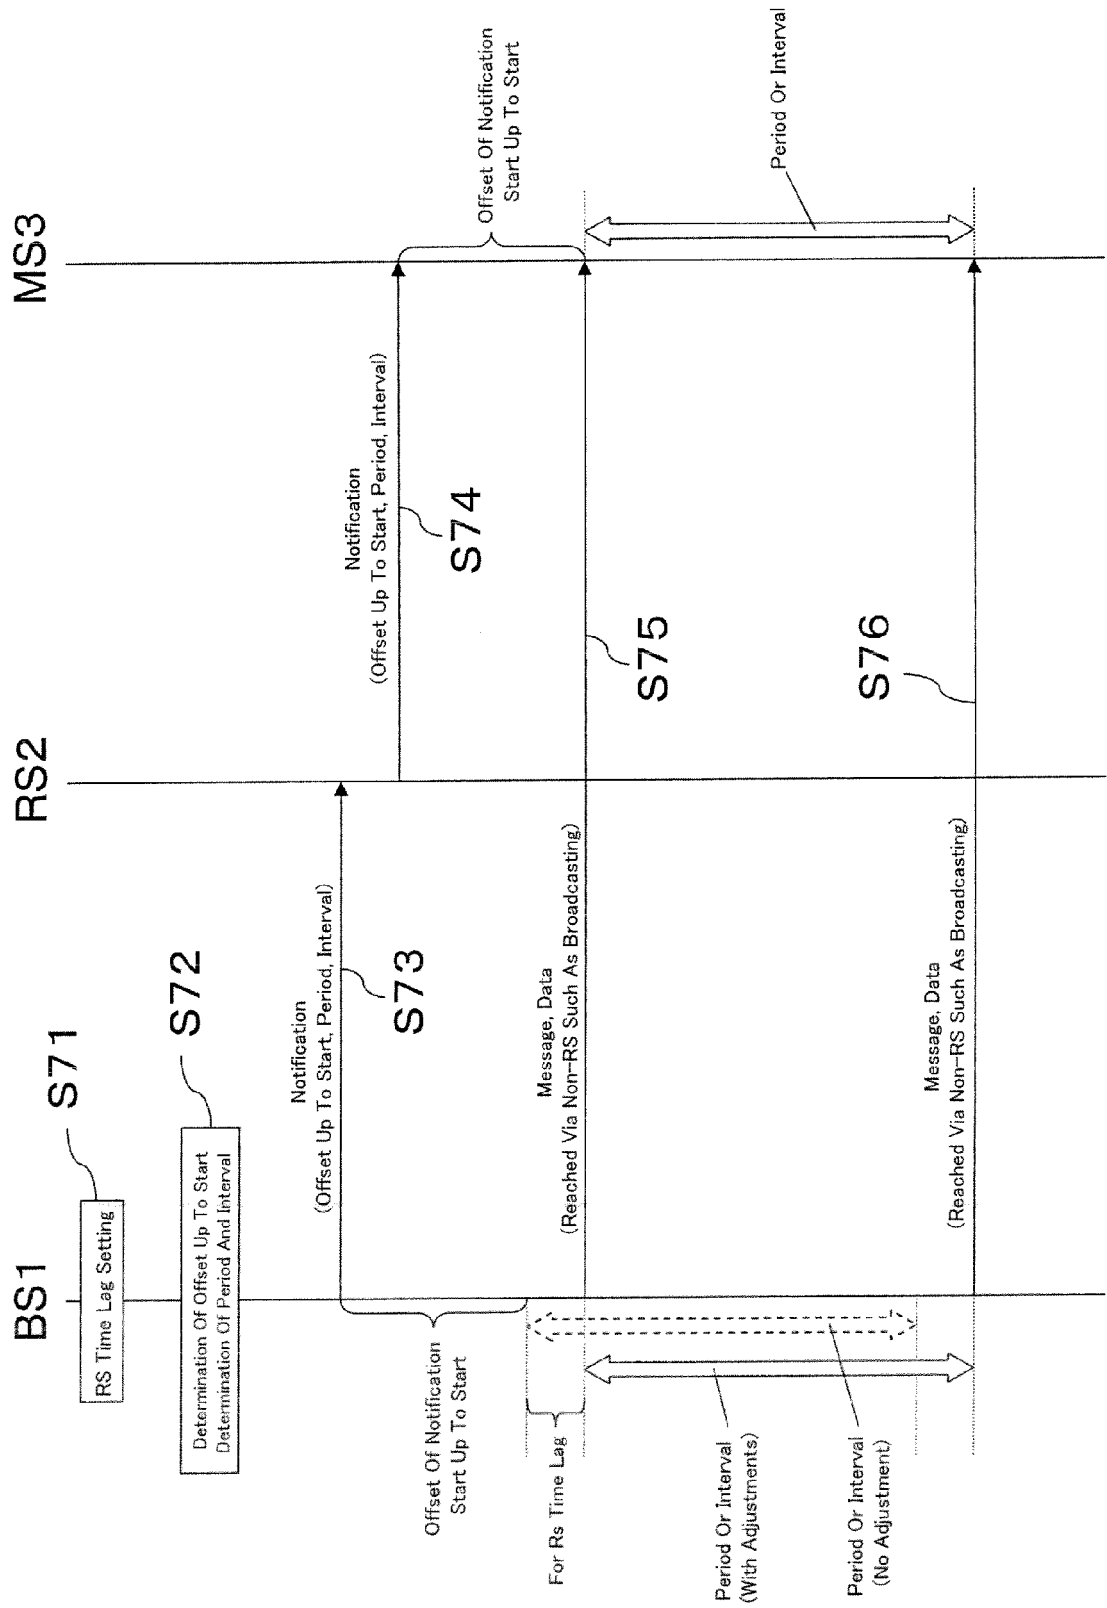 BS1
RS2
MS3
RS Time Lag Setting
S71
Determination Of Offset Up To Start
Determination Of Period And Interval
S72
Notification
(Offset Up To Start, Period, Interval)
S73
Notification
(Offset Up To Start, Period, Interval)
S74
Offset Of Notification
Start Up To Start
Offset Of Notification
Start Up To Start
Message, Data
(Reached Via Non-RS Such As Broadcasting)
S75
For Rs Time Lag
Period Or Interval
(With Adjustments)
Period Or Interval
(No Adjustment)
Period Or Interval
Message, Data
(Reached Via Non-RS Such As Broadcasting)
S76